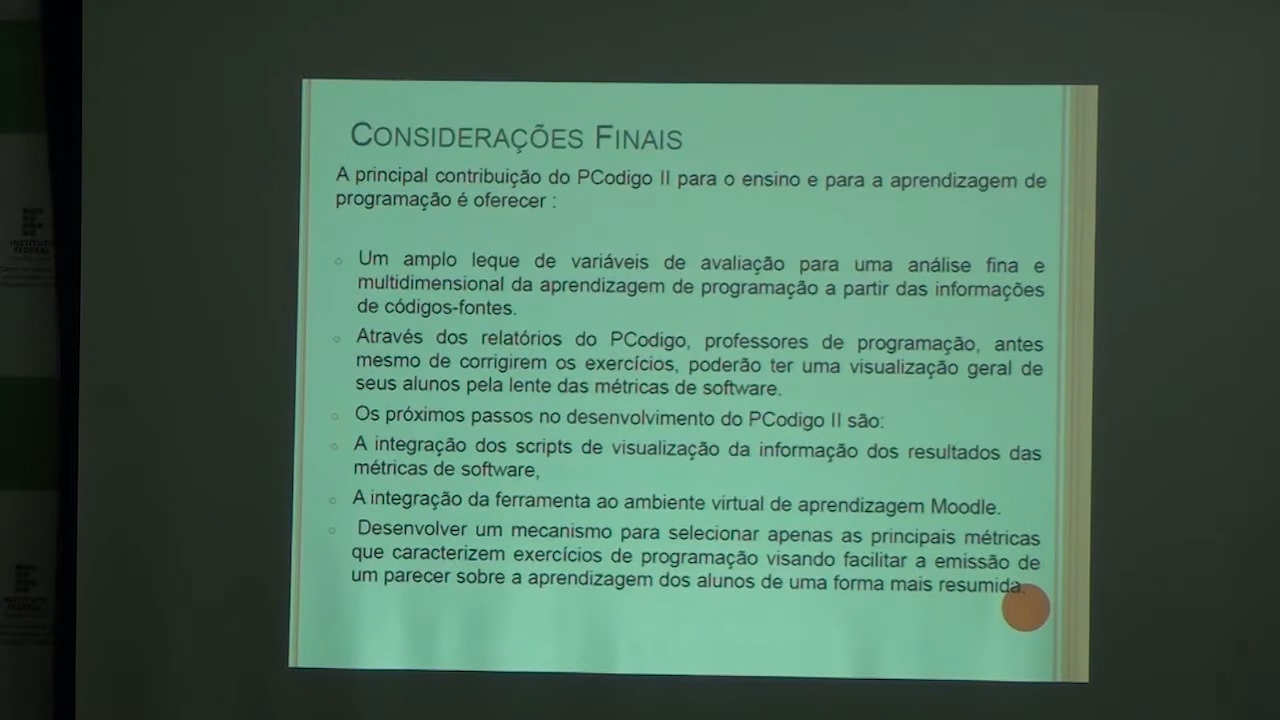 CONSIDERAÇÕES FINAIS
A principal contribuição do PCodigo II para o ensino e para a aprendizagem de
programação é oferecer :
Um amplo leque de variáveis de avaliação para uma análise fina e
multidimensional da aprendizagem de programação a partir das informações
de códigos-fontes.
Através dos relatórios do PCodigo, professores de programação, antes
mesmo de corrigirem os exercícios, poderão ter uma visualização geral de
seus alunos pela lente das métricas de software.
Os próximos passos no desenvolvimento do PCodigo II são:
A integração dos scripts de visualização da informação dos resultados das
métricas de software,
A integração da ferramenta ao ambiente virtual de aprendizagem Moodle.
Desenvolver um mecanismo para selecionar apenas as principais métricas
que caracterizem exercícios de programação visando facilitar a emissão de
um parecer sobre a aprendizagem dos alunos de uma forma mais resumida.
INSTITUTO
FEDERAL